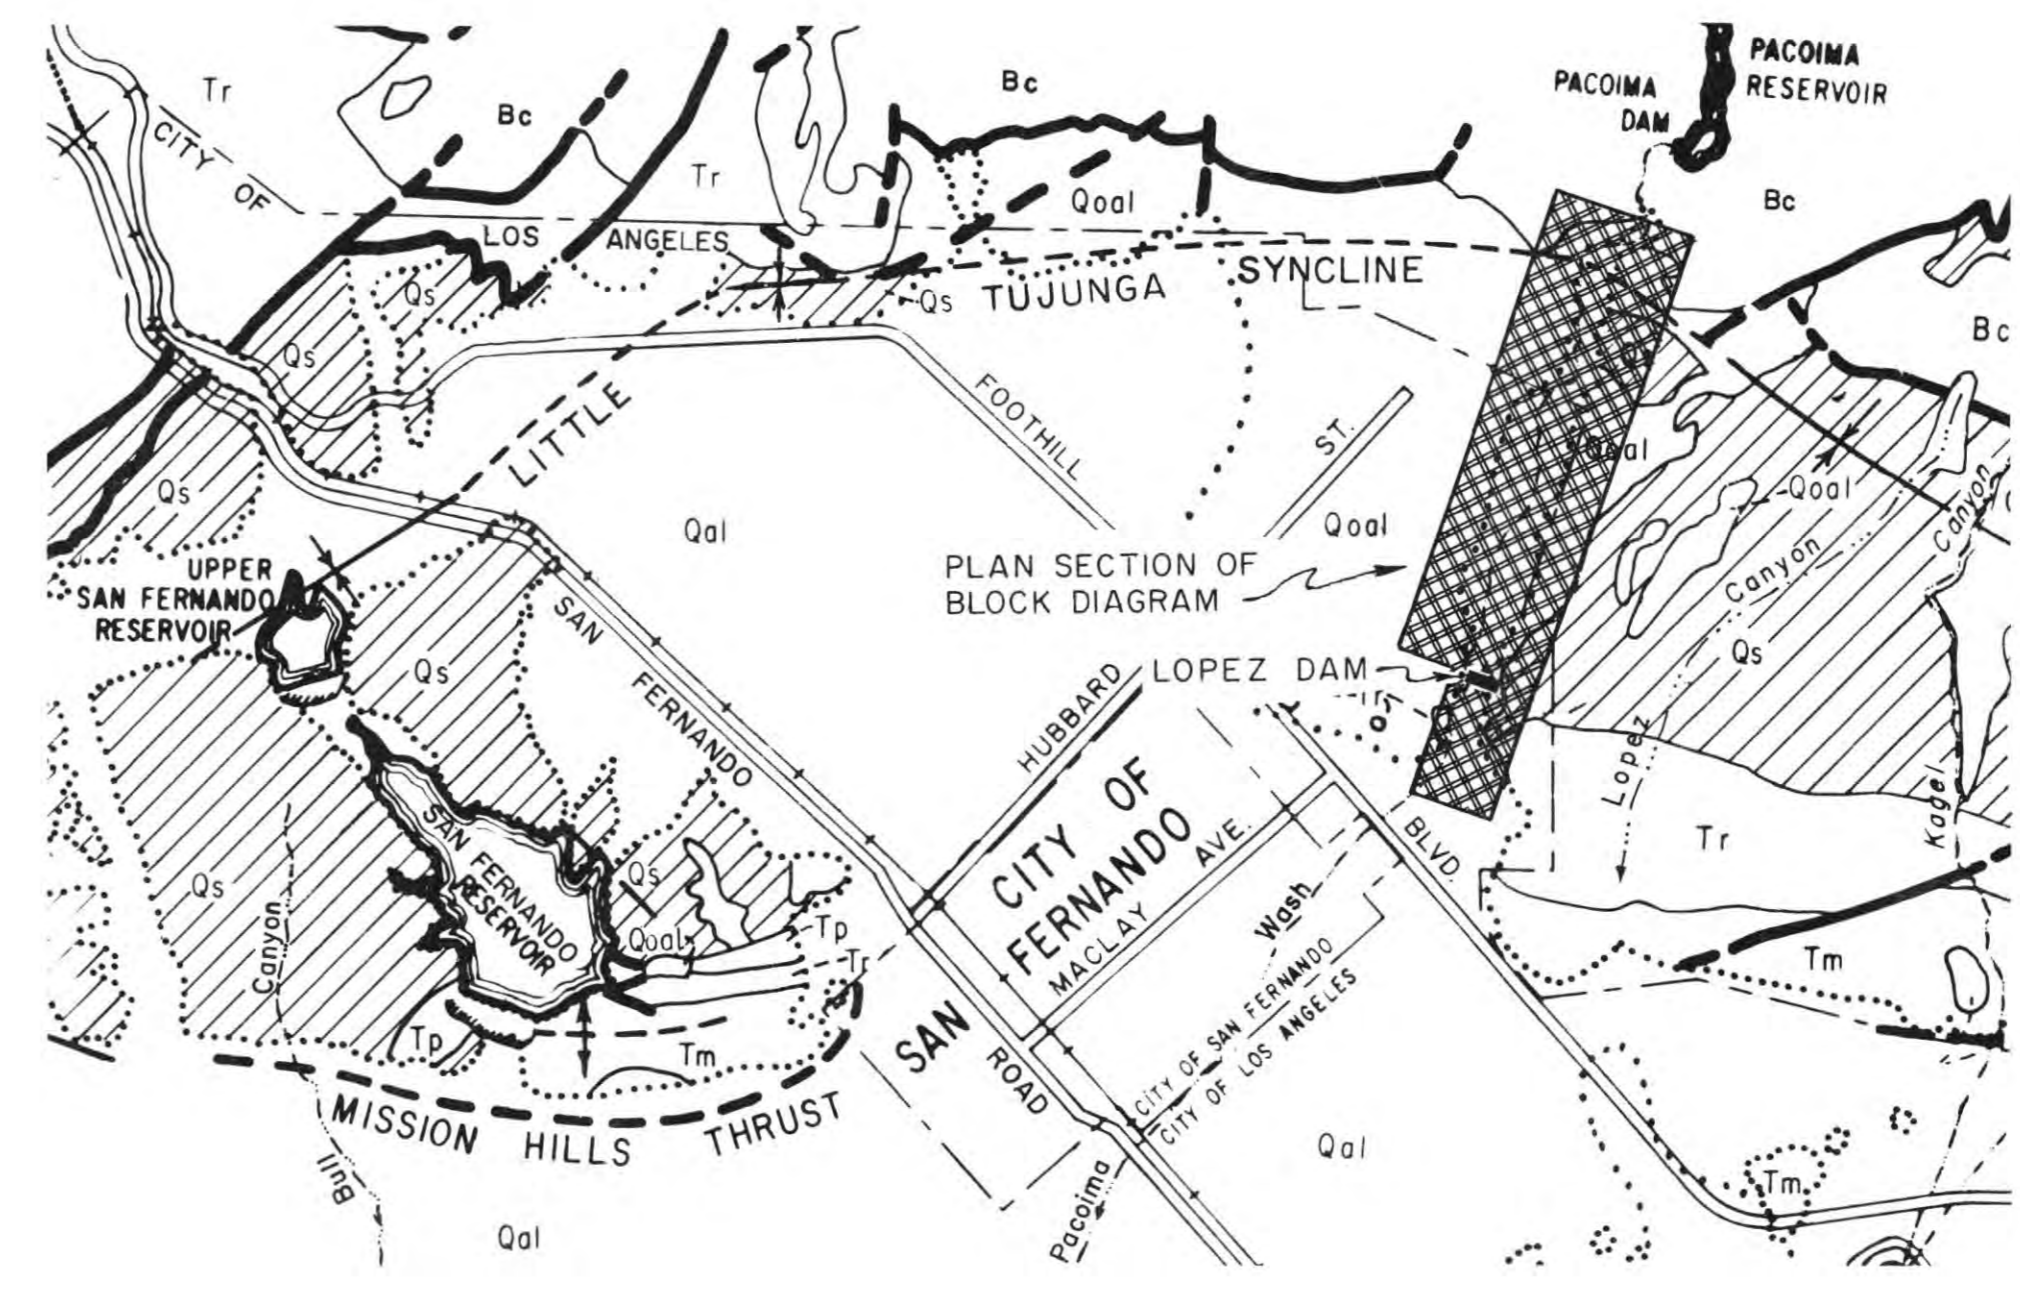 Tr
CITY OF
Bc
LOS ANGELES
Tr
Bc
Qoal
PACOIMA
RESERVOIR
PACOIMA
DAM
Bc
Bc
LITTLE TUJUNGA SYNCLINE
Qs
Qs
Qs
Qs
FOOTHILL
BLVD.
ST.
Qal
Qoal
Qoal
Qoal
PLAN SECTION OF
BLOCK DIAGRAM
UPPER
SAN FERNANDO
RESERVOIR
Qs
SAN
FERNANDO
ROAD
HUBBARD
LOPEZ DAM
Tr
Lopez
Canyon
Kagel
Canyon
Qs
Tr
Tm
Tm
SAN FERNANDO
RESERVOIR
Qs
Qs
Qoal
Tp
Tr
Tp
Tm
Bull
Canyon
MISSION HILLS THRUST
CITY OF
SAN FERNANDO
MACLAY AVE.
Pacoima
Wash
CITY OF SAN FERNANDO
CITY OF LOS ANGELES
Qal
Qal